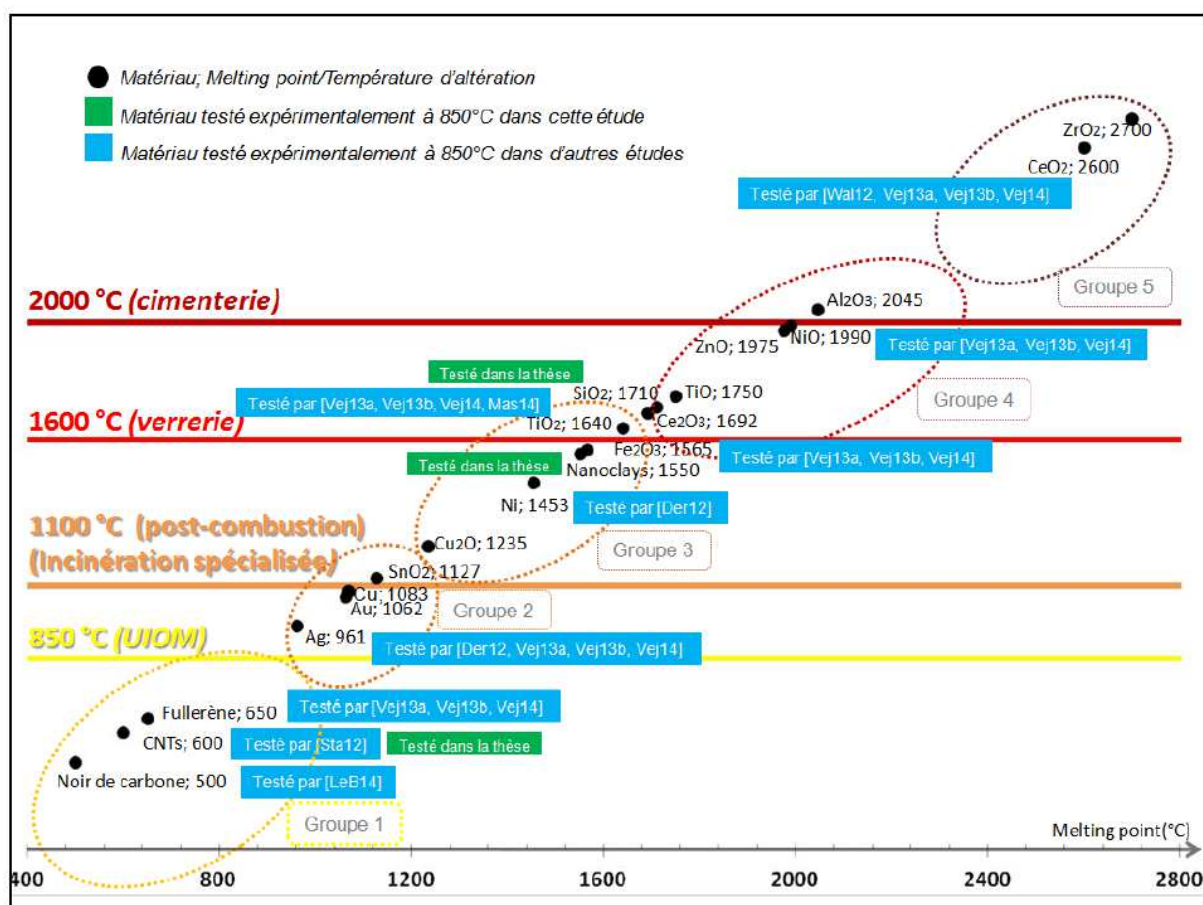 Matériau; Melting point/Température d'altération
Matériau testé expérimentalement à 850°C dans cette étude
Matériau testé expérimentalement à 850°C dans d'autres études
ZrO2; 2700
CeO2; 2600
Testé par [Wal12, Vej13a, Vej13b, Vej14]
Groupe 5
2000 °C (cimenterie)
Al2O3; 2045
NiO; 1990
ZnO; 1975
Testé par [Vej13a, Vej13b, Vej14]
Testé dans la thèse
SiO2; 1710
TiO; 1750
Testé par [Vej13a, Vej13b, Vej14, Mas14]
Groupe 4
1600 °C (verrerie)
TiO2; 1640
Ce2O3; 1692
Fe2O3; 1565
Testé par [Vej13a, Vej13b, Vej14]
Testé dans la thèse
Nanoclays; 1550
Ni; 1453
Testé par [Der12]
1100 °C (post-combustion)
(Incinération spécialisée)
Cu2O; 1235
Groupe 3
SnO2; 1127
Cu; 1083
Au; 1062
Groupe 2
850 °C (UIOM)
Ag; 961
Testé par [Der12, Vej13a, Vej13b, Vej14]
Fullerène; 650
Testé par [Vej13a, Vej13b, Vej14]
CNTs; 600
Testé par [Sta12]
Testé dans la thèse
Noir de carbone; 500
Testé par [LeB14]
Groupe 1
Melting point(°C)
400 800 1200 1600 2000 2400 2800